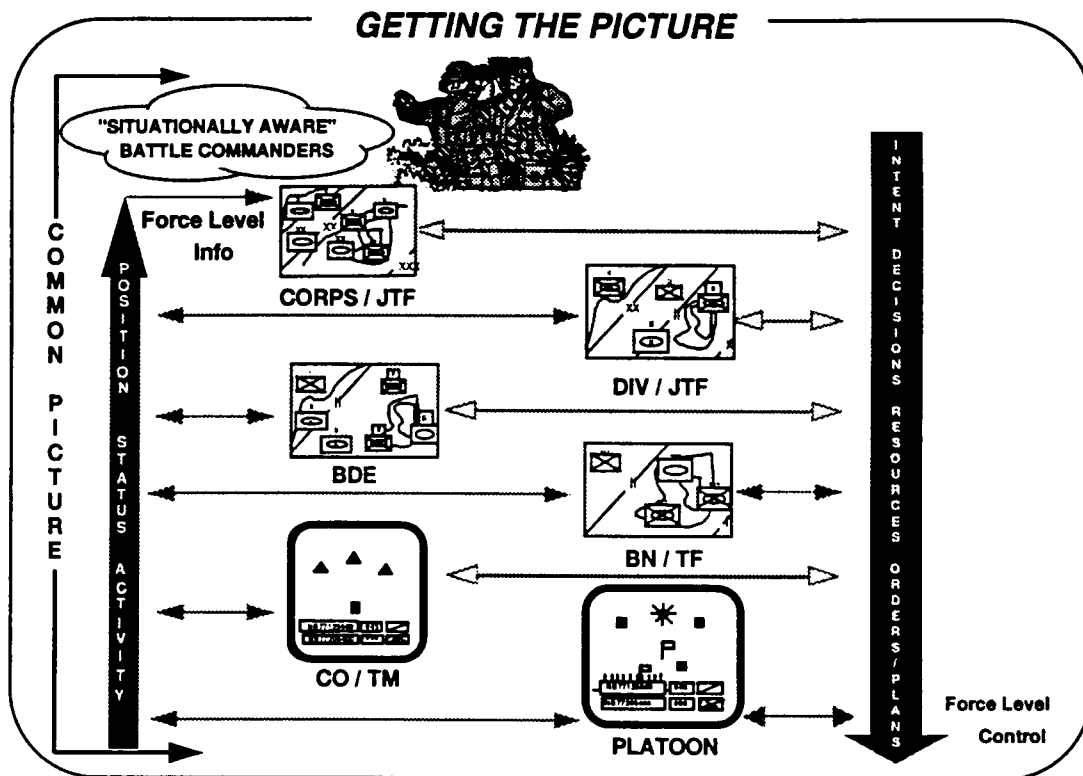 GETTING THE PICTURE
"SITUATIONALLY AWARE"
BATTLE COMMANDERS
COMMON PICTURE
POSITION STATUS ACTIVITY
Force Level
Info
CORPS / JTF
DIV / JTF
BDE
BN / TF
CO / TM
PLATOON
INTENT DECISIONS RESOURCES ORDERS/PLANS
Force Level
Control